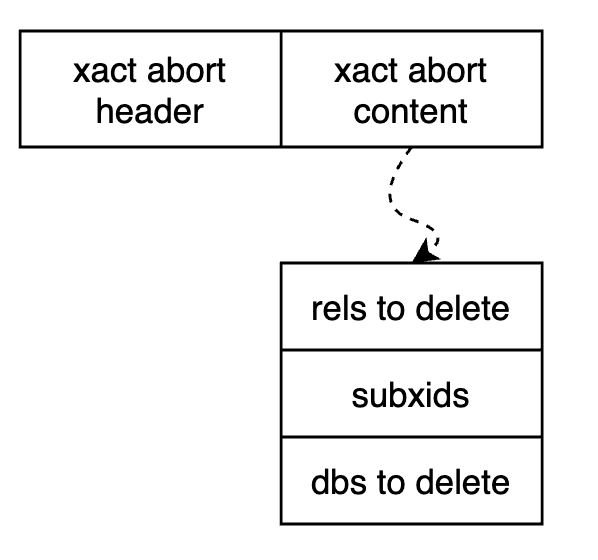 xact abort
header
xact abort
content
rels to delete
subxids
dbs to delete